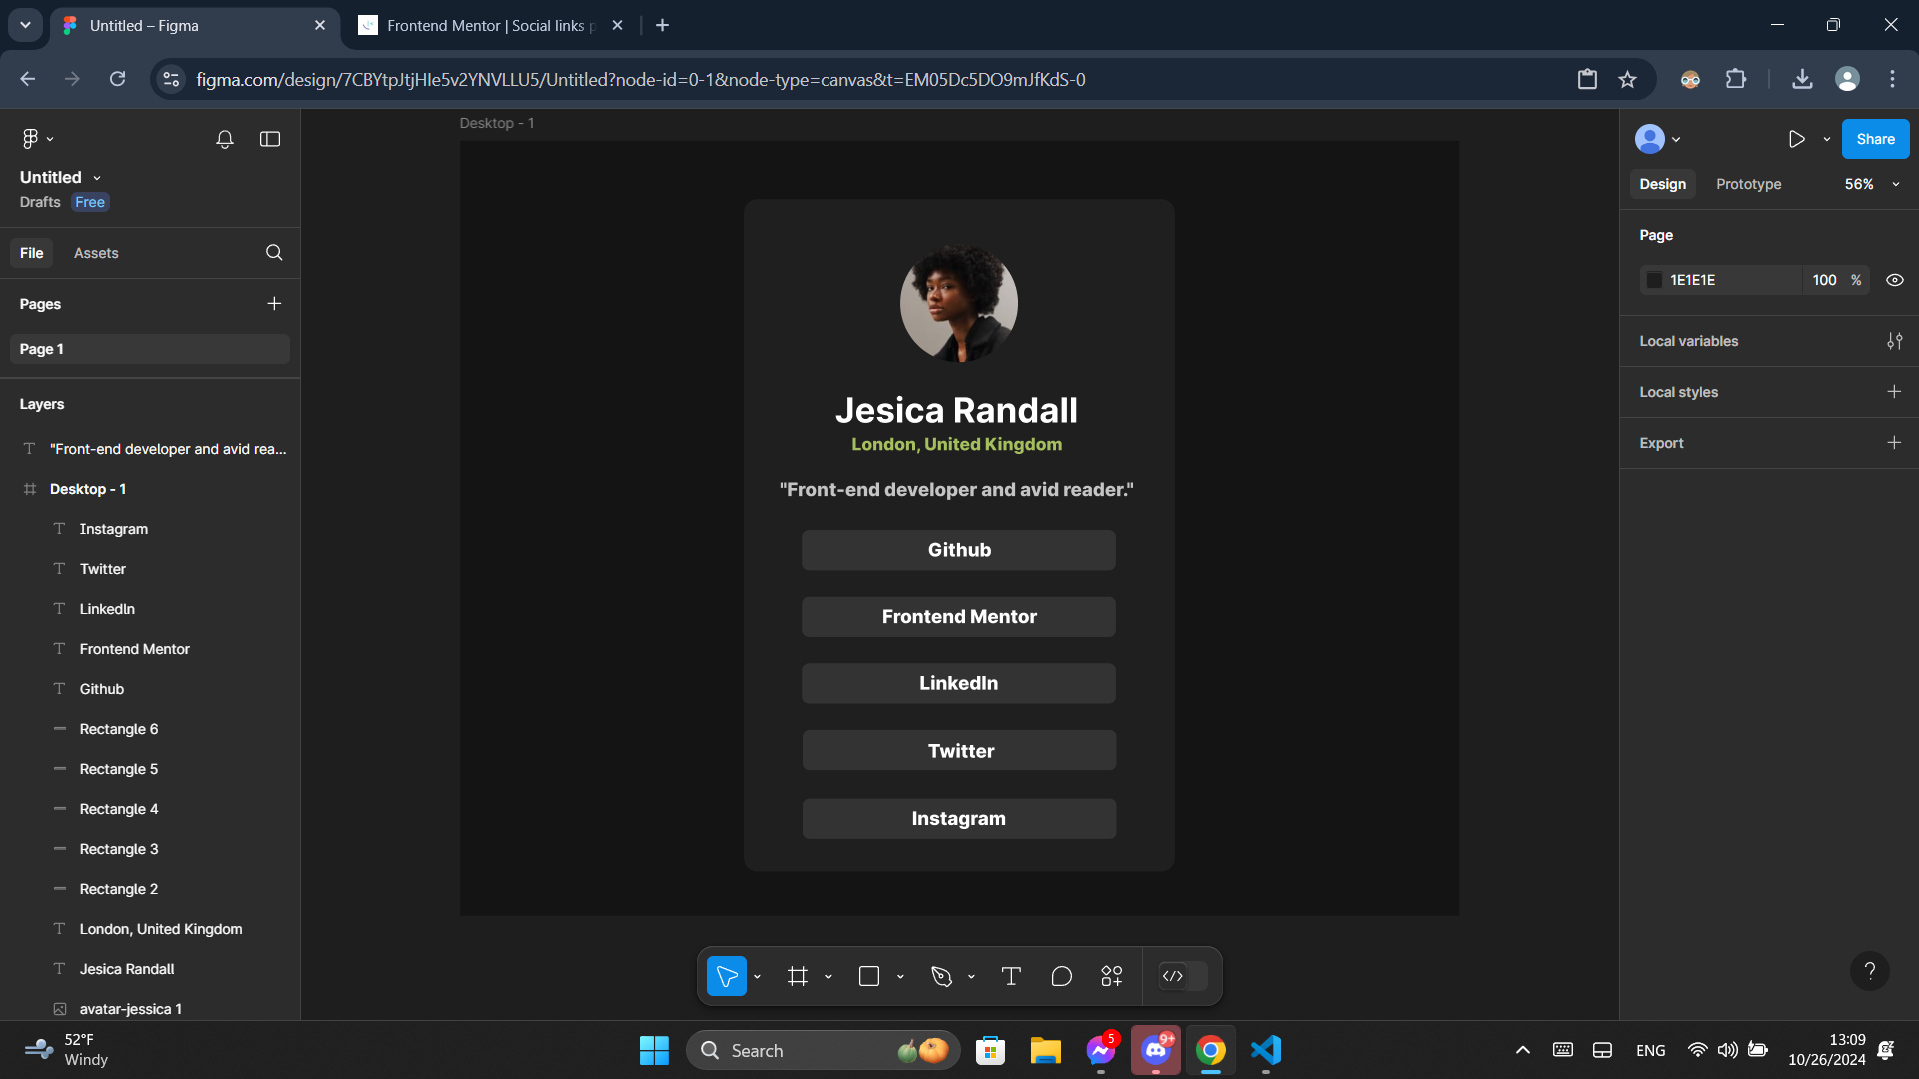 Untitled – Figma
Frontend Mentor | Social links p
figma.com/design/7CBYtpJtjHIe5v2YNVLLU5/Untitled?node-id=0-1&node-type=canvas&t=EM05Dc5DO9mJfKdS-0
Untitled
Drafts Free
File Assets
Pages
Page 1
Layers
"Front-end developer and avid rea...
Desktop - 1
Instagram
Twitter
LinkedIn
Frontend Mentor
Github
Rectangle 6
Rectangle 5
Rectangle 4
Rectangle 3
Rectangle 2
London, United Kingdom
Jesica Randall
avatar-jessica 1
Desktop - 1
Jesica Randall
London, United Kingdom
"Front-end developer and avid reader."
Github
Frontend Mentor
LinkedIn
Twitter
Instagram
Share
Design Prototype 56%
Page
1E1E1E 100 %
Local variables
Local styles
Export
?
52°F
Windy
Search
5
9+
ENG
13:09
10/26/2024